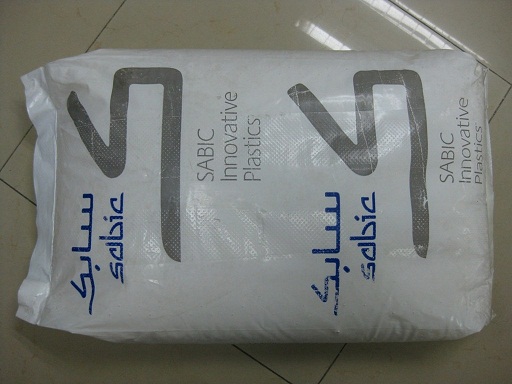 سابك
sabic
SABIC
Innovative
Plastics
سابك
sabic
SABIC
Innovative
Plastics